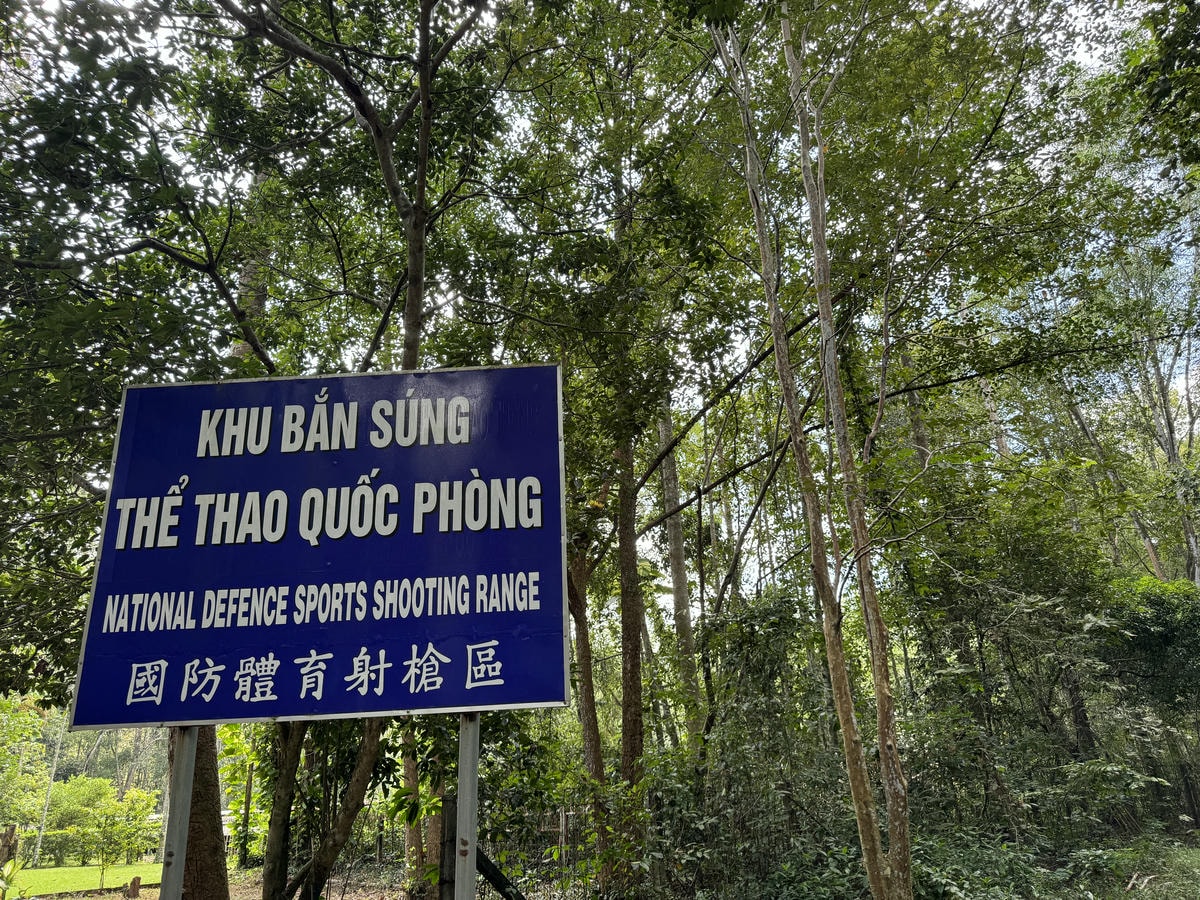 KHU BẮN SÚNG
THỂ THAO QUỐC PHÒNG
NATIONAL DEFENCE SPORTS SHOOTING RANGE
國防體育射槍區